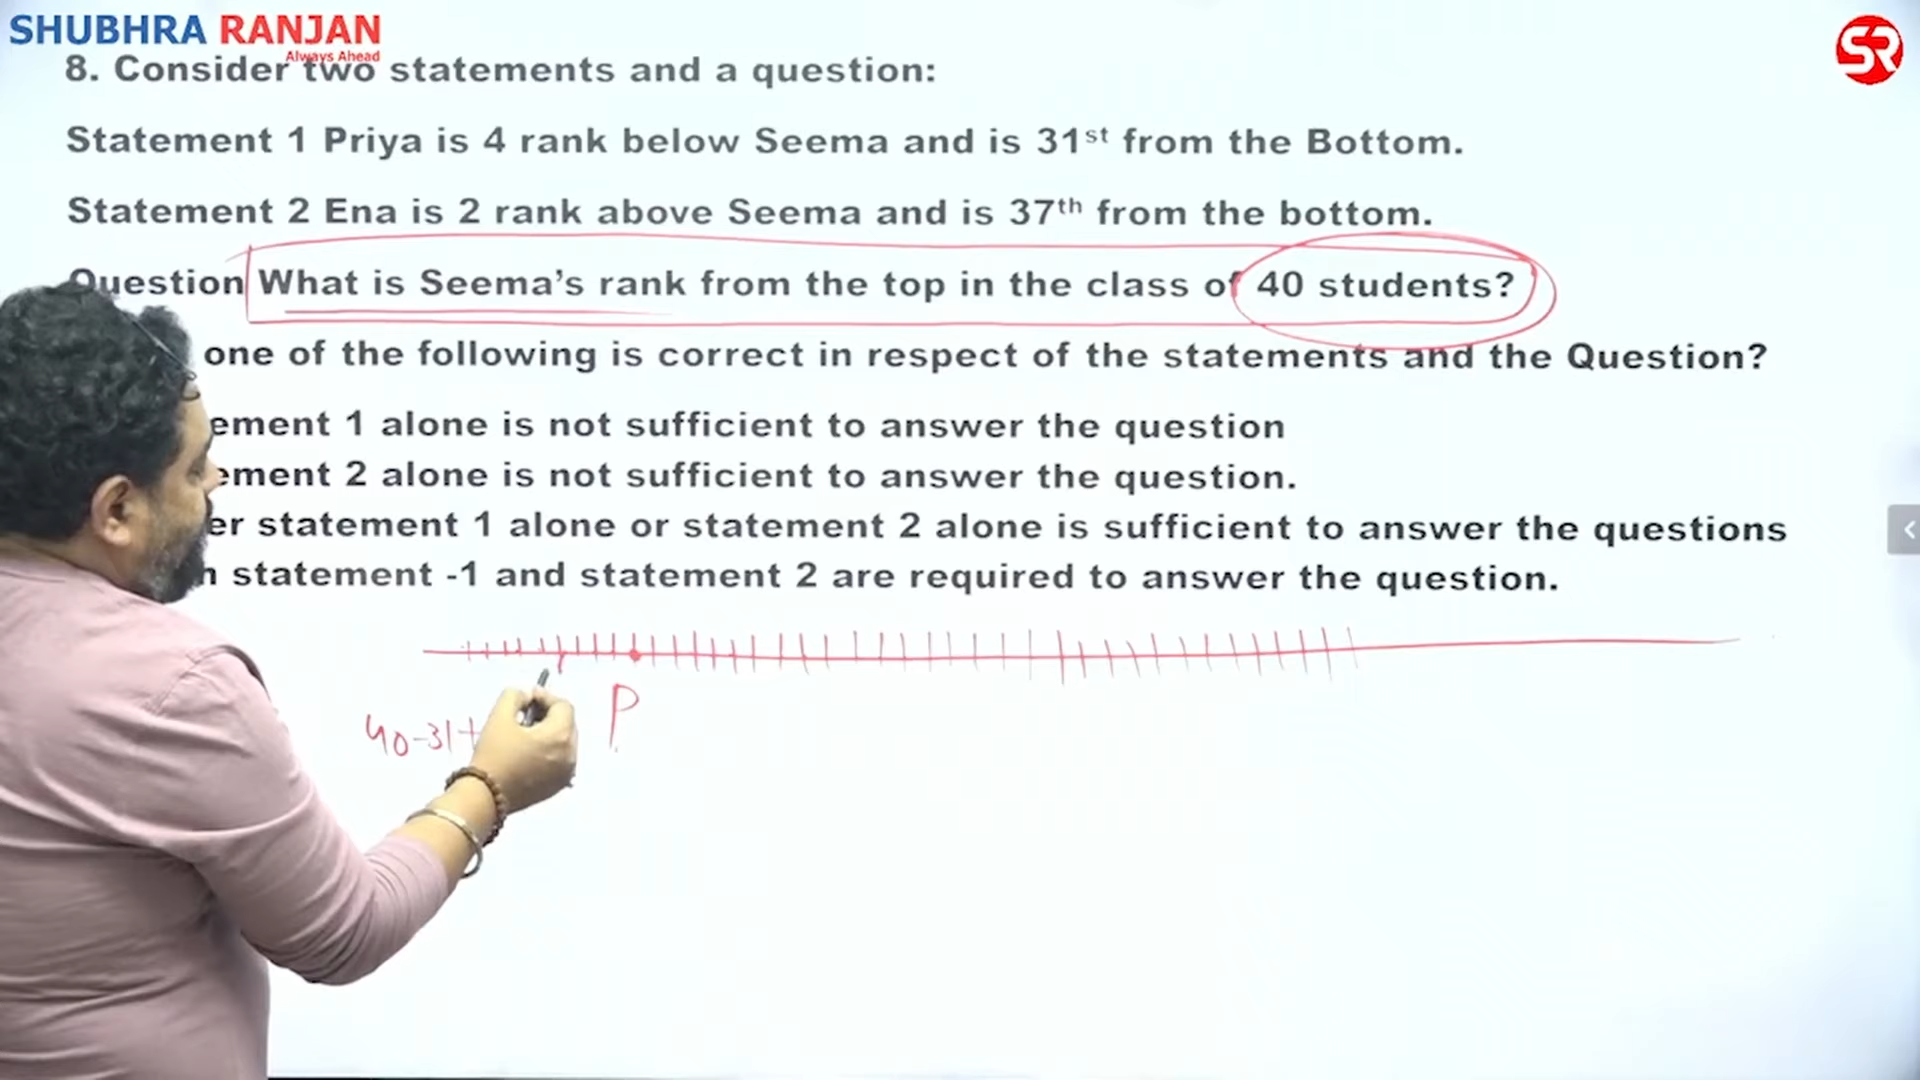 SHUBHRA RANJAN
Always Ahead
SR
8. Consider two statements and a question:
Statement 1 Priya is 4 rank below Seema and is 31st from the Bottom.
Statement 2 Ena is 2 rank above Seema and is 37th from the bottom.
Question What is Seema's rank from the top in the class of 40 students?
one of the following is correct in respect of the statements and the Question?
ement 1 alone is not sufficient to answer the question
ement 2 alone is not sufficient to answer the question.
er statement 1 alone or statement 2 alone is sufficient to answer the questions
statement -1 and statement 2 are required to answer the question.
P
40-31+